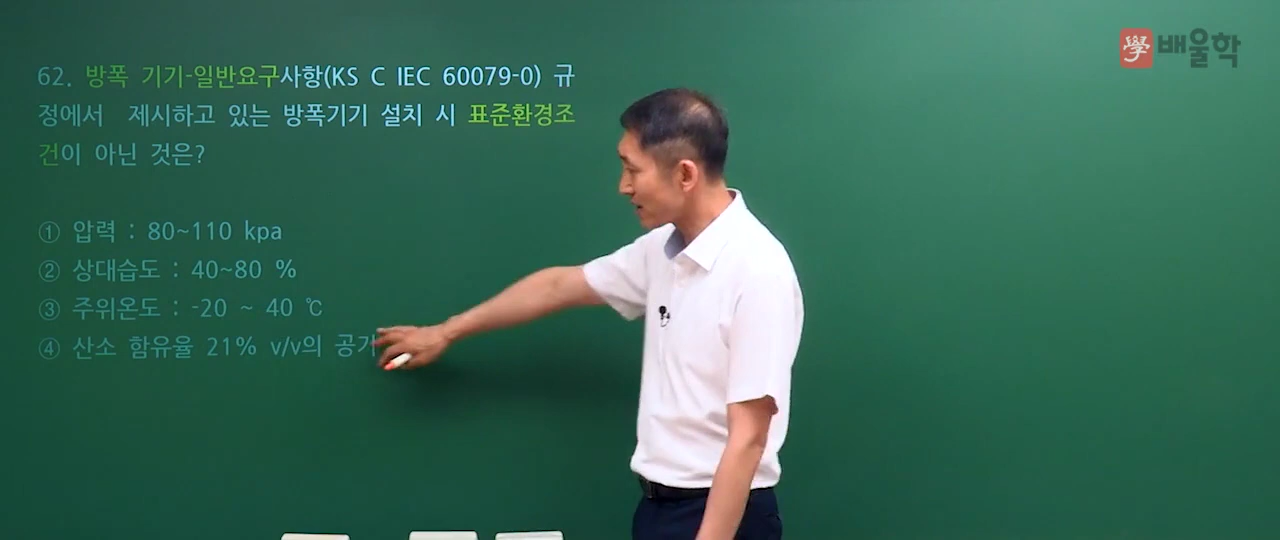 學 배울학
62. 방폭 기기-일반요구사항(KS C IEC 60079-0) 규
정에서 제시하고 있는 방폭기기 설치 시 표준환경조
건이 아닌 것은?
① 압력 : 80~110 kpa
② 상대습도 : 40~80 %
③ 주위온도 : -20 ~ 40 ℃
④ 산소 함유율 21% v/v의 공기